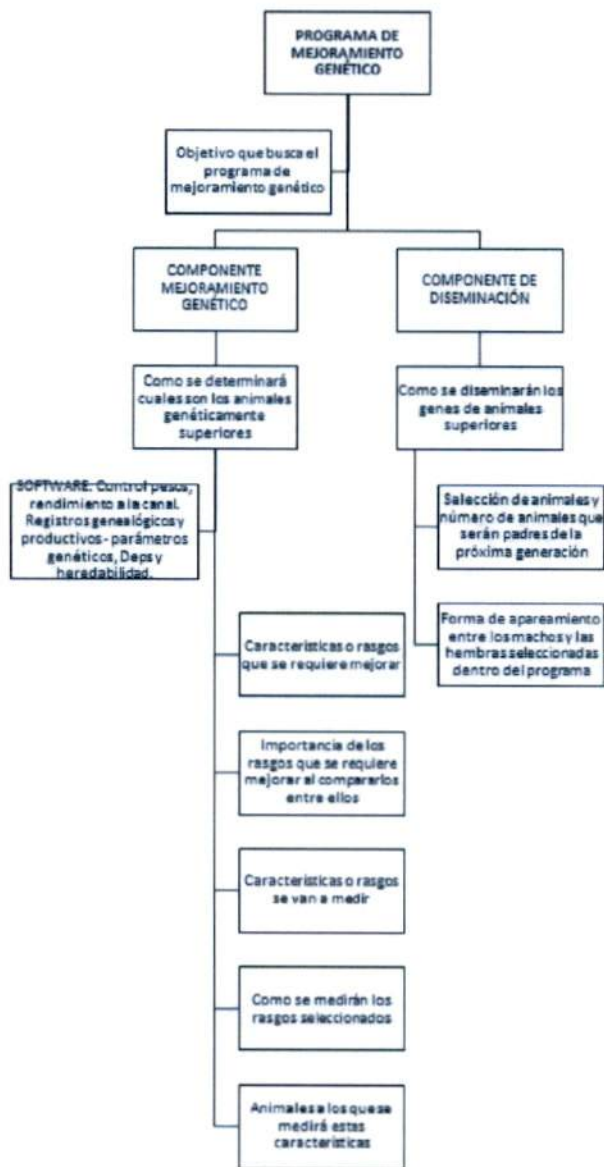 PROGRAMA DE
MEJORAMIENTO
GENÉTICO
Objetivo que busca el
programa de
mejoramiento genético
COMPONENTE
MEJORAMIENTO
GENÉTICO
COMPONENTE DE
DISEMINACIÓN
Como se determinará
cuales son los animales
genéticamente
superiores
Como se diseminarán los
genes de animales
superiores
SOFTWARE. Control pesos,
rendimiento a la canal.
Registros genealógicos y
productivos - parámetros
genéticos, Deps y
heredabilidad.
Selección de animales y
número de animales que
serán padres de la
próxima generación
Forma de apareamiento
entre los machos y las
hembras seleccionadas
dentro del programa
Características o rasgos
que se requiere mejorar
Importancia de los
rasgos que se requiere
mejorar al compararlos
entre ellos
Características o rasgos
se van a medir
Como se medirán los
rasgos seleccionados
Animales a los que se
medirá estas
características